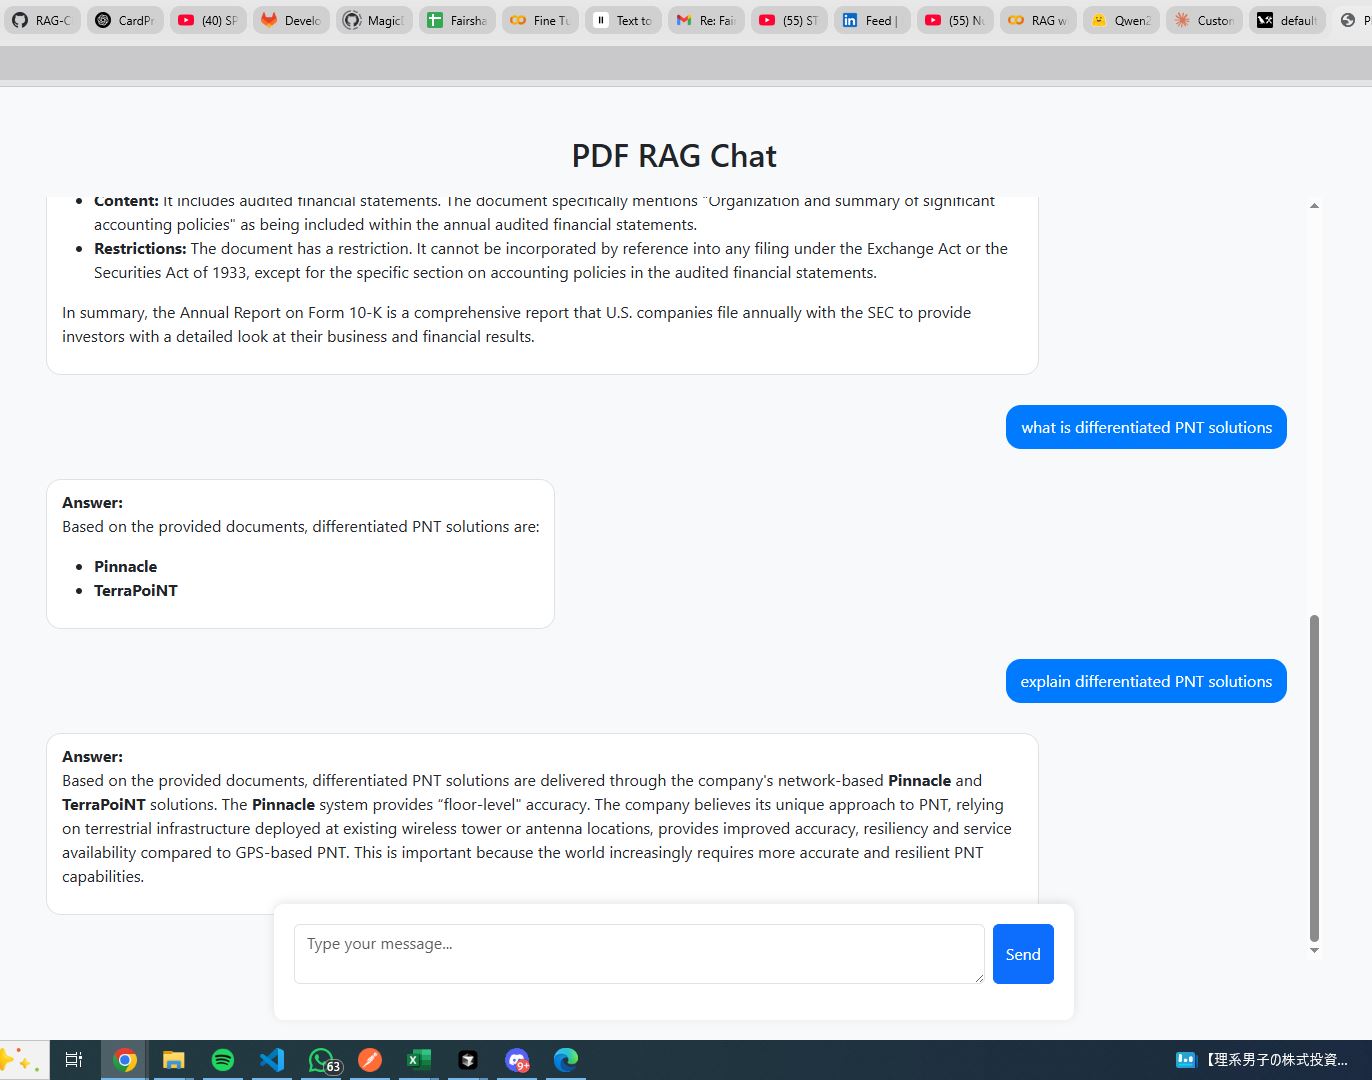 RAG-C
CardPr
(40) SP
Develo
Magic
Fairsha
Fine Tu
Text to
Re: Fair
(55) ST
Feed |
(55) Nu
RAG w
Qwen2
Custon
default
P
PDF RAG Chat
Content: It includes audited financial statements. The document specifically mentions "Organization and summary of significant
accounting policies" as being included within the annual audited financial statements.
Restrictions: The document has a restriction. It cannot be incorporated by reference into any filing under the Exchange Act or the
Securities Act of 1933, except for the specific section on accounting policies in the audited financial statements.
In summary, the Annual Report on Form 10-K is a comprehensive report that U.S. companies file annually with the SEC to provide
investors with a detailed look at their business and financial results.
what is differentiated PNT solutions
Answer:
Based on the provided documents, differentiated PNT solutions are:
Pinnacle
TerraPoiNT
explain differentiated PNT solutions
Answer:
Based on the provided documents, differentiated PNT solutions are delivered through the company's network-based Pinnacle and
TerraPoiNT solutions. The Pinnacle system provides “floor-level” accuracy. The company believes its unique approach to PNT, relying
on terrestrial infrastructure deployed at existing wireless tower or antenna locations, provides improved accuracy, resiliency and service
availability compared to GPS-based PNT. This is important because the world increasingly requires more accurate and resilient PNT
capabilities.
Type your message...
Send
63
9+
【理系男子の株式投資...